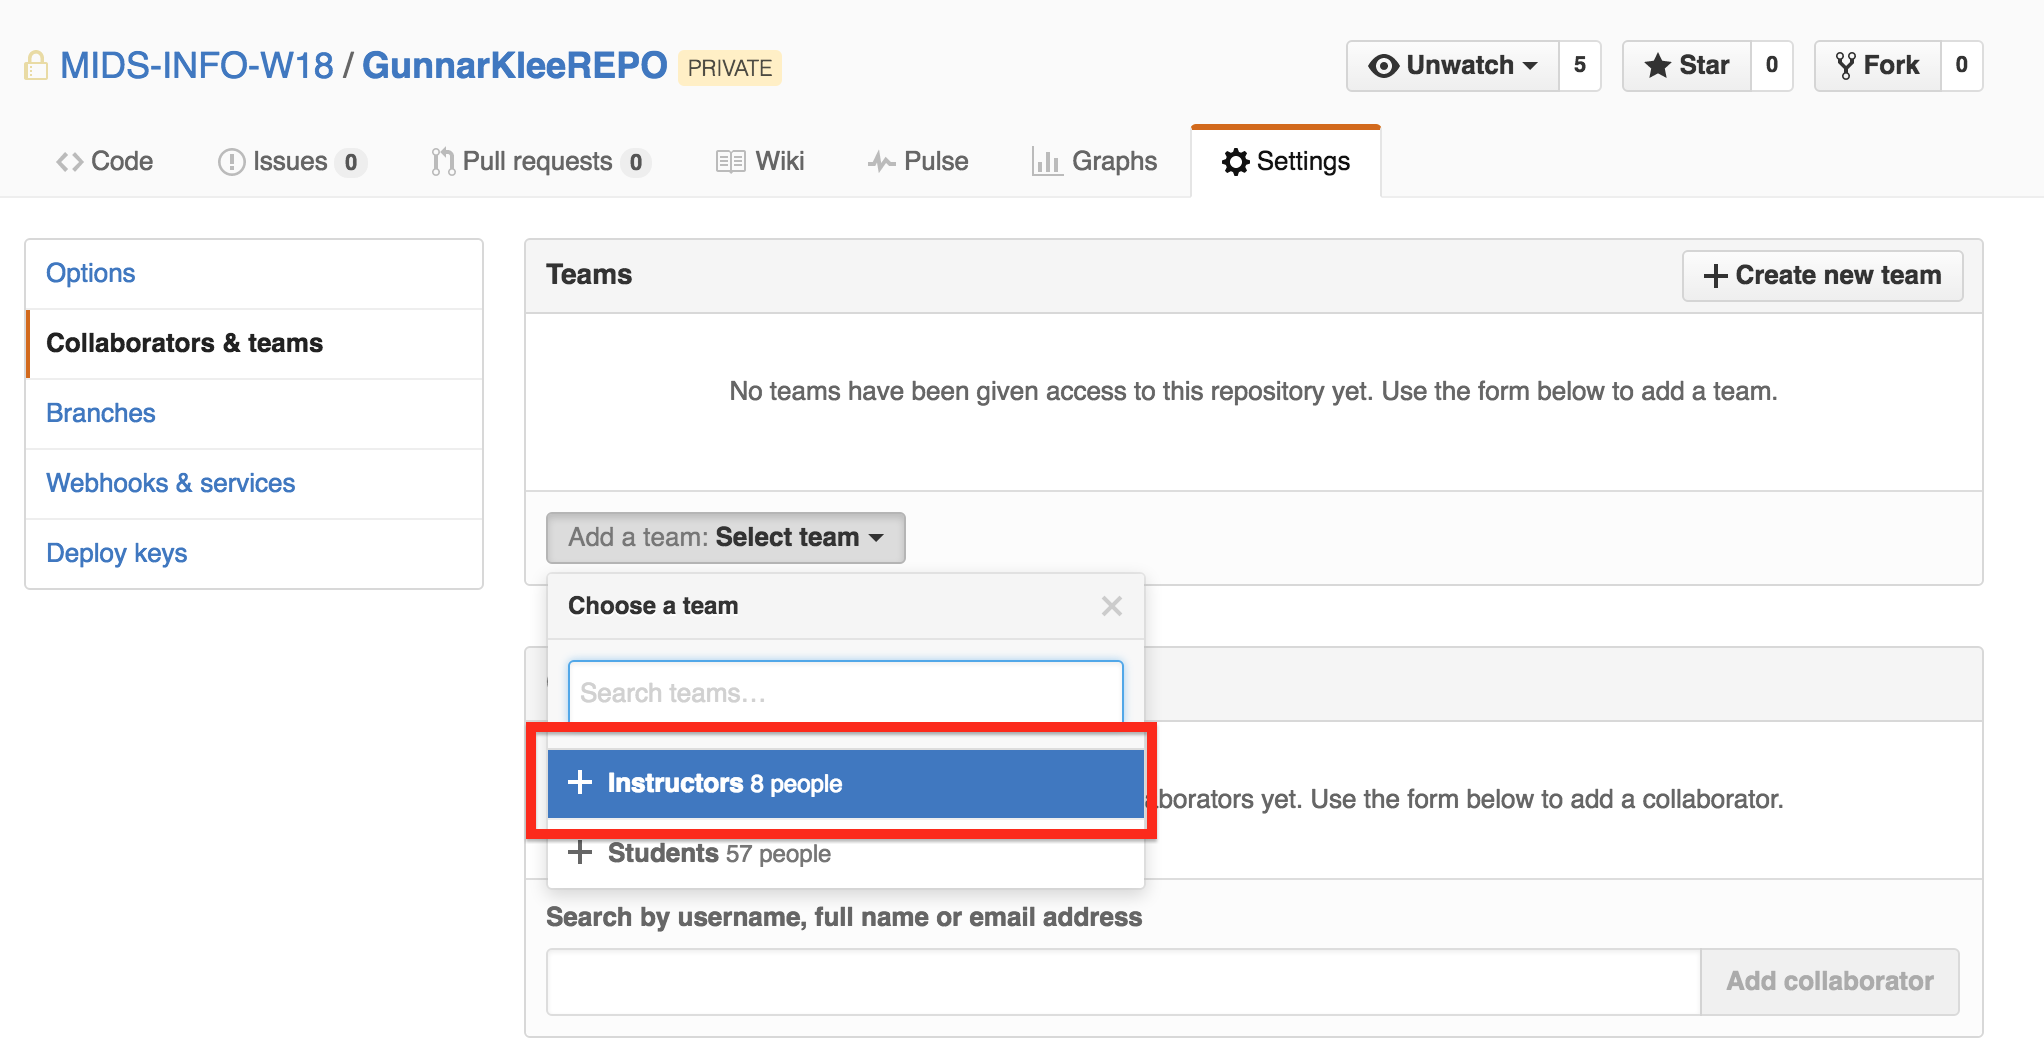 MIDS-INFO-W18 / GunnarKleeREPO PRIVATE
Unwatch 5 Star 0 Fork 0
Code Issues 0 Pull requests 0 Wiki Pulse Graphs Settings
Options
Collaborators & teams
Branches
Webhooks & services
Deploy keys
Teams
Create new team
No teams have been given access to this repository yet. Use the form below to add a team.
Add a team: Select team
Choose a team
Search teams…
Instructors 8 people
Students 57 people
borators yet. Use the form below to add a collaborator.
Search by username, full name or email address
Add collaborator